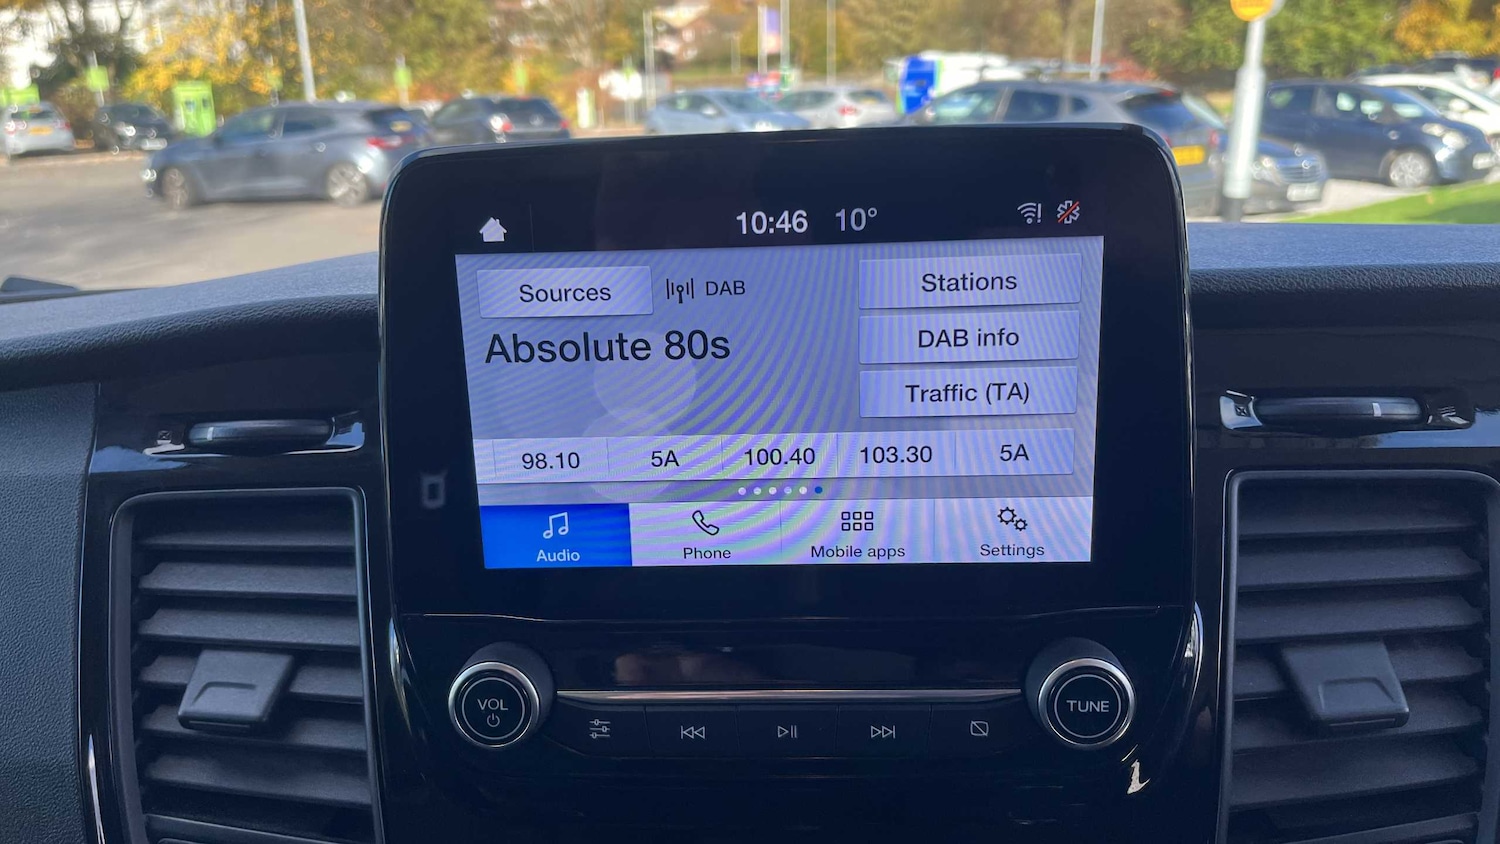 10:46 10°
Sources DAB Stations
Absolute 80s DAB info
Traffic (TA)
98.10 5A 100.40 103.30 5A
Audio Phone Mobile apps Settings
VOL TUNE